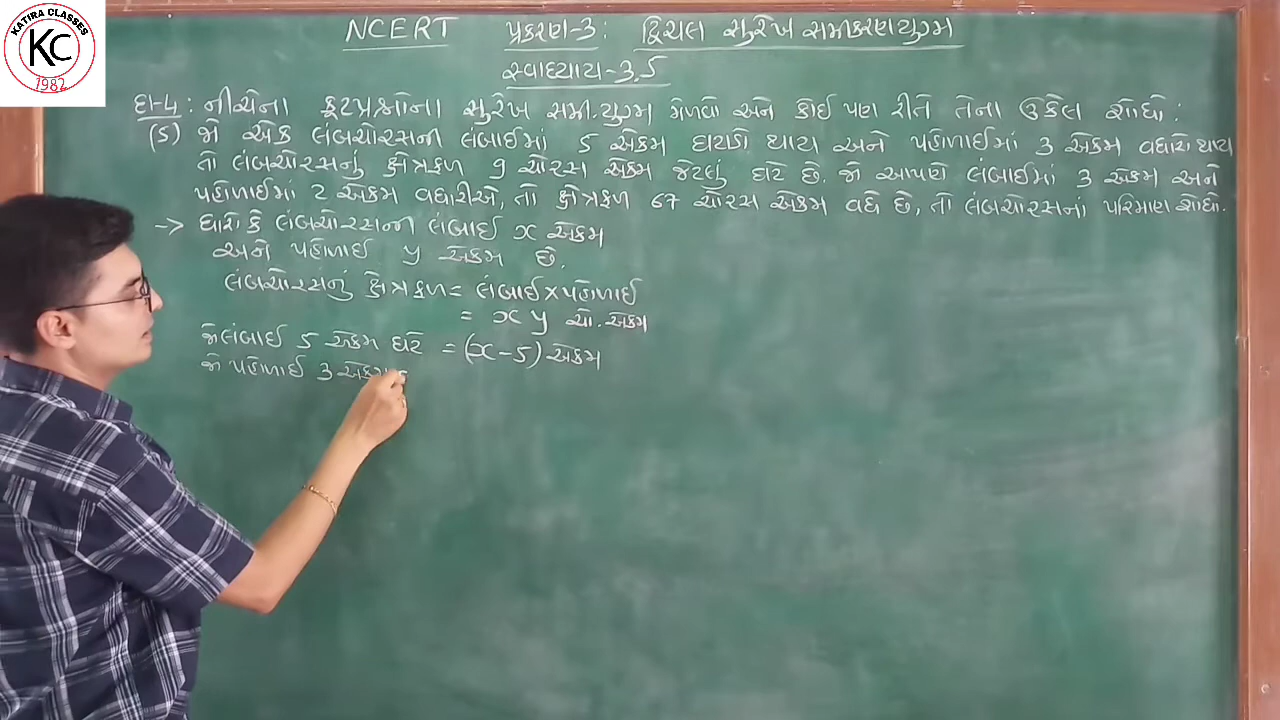 KATIRA CLASSES
KC
1982
NCERT પ્રકરણ-3: દ્વિચલ સુરેખ સમીકરણયુગ્મ
સ્વાધ્યાય-3.5
દા-4: નીચેના કૂટપ્રશ્નોના સુરેખ સમી.યુગ્મ મેળવો અને કોઈ પણ રીતે તેના ઉકેલ શોધો:
(5) જો એક લંબચોરસની લંબાઈમાં 5 એકમ ઘટાડો થાય અને પહોળાઈમાં 3 એકમ વધારો થાય
તો લંબચોરસનું ક્ષેત્રફળ 9 ચોરસ એકમ જેટલું ઘટે છે. જો આપણે લંબાઈમાં 3 એકમ અને
પહોળાઈમાં 2 એકમ વધારીએ, તો ક્ષેત્રફળ 67 ચોરસ એકમ વધે છે, તો લંબચોરસનાં પરિમાણ શોધો.
-> ધારો કે લંબચોરસની લંબાઈ x એકમ
અને પહોળાઈ y એકમ છે.
લંબચોરસનું ક્ષેત્રફળ = લંબાઈ × પહોળાઈ
= x y ચો. એકમ
જો લંબાઈ 5 એકમ ઘટે = (x - 5) એકમ
જો પહોળાઈ 3 એકમ